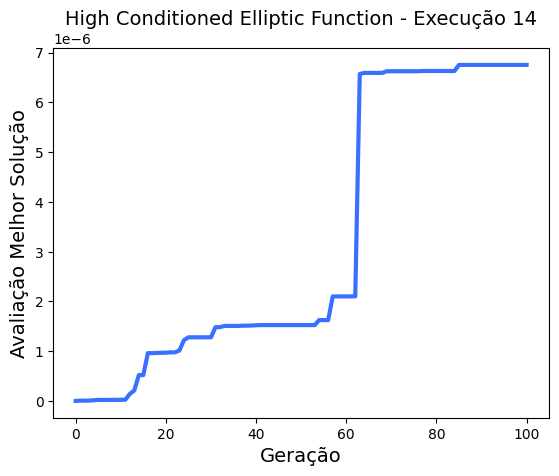 High Conditioned Elliptic Function - Execução 14
1e−6
7
6
5
4
3
2
1
0
Avaliação Melhor Solução
0 20 40 60 80 100
Geração